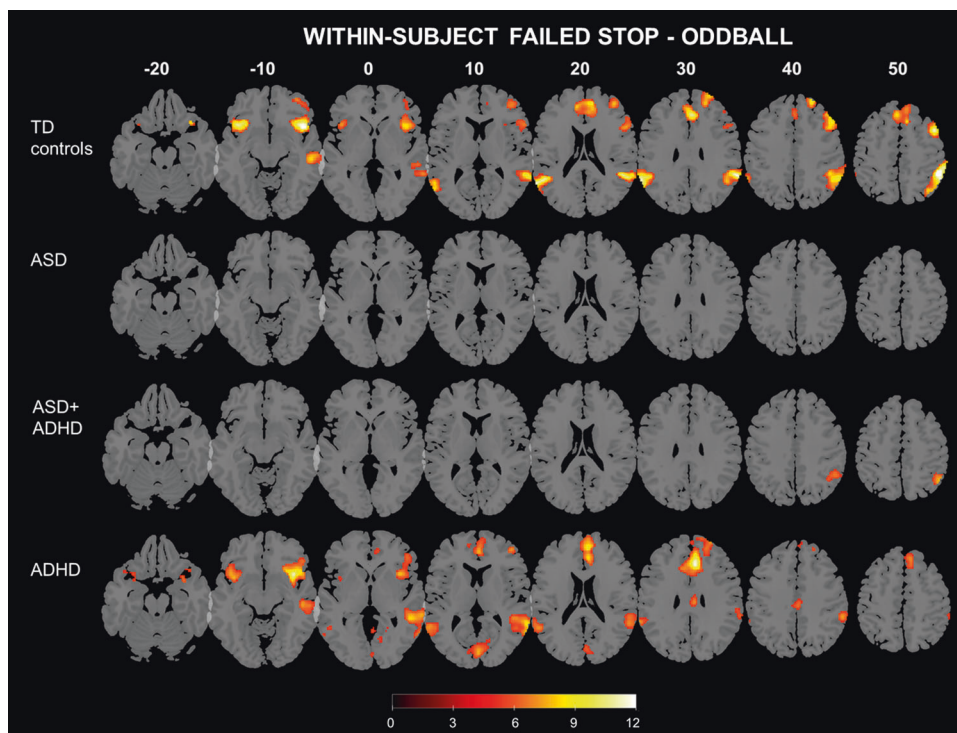 WITHIN-SUBJECT FAILED STOP - ODDBALL
-20 -10 0 10 20 30 40 50
TD
controls
ASD
ASD+
ADHD
ADHD
0 3 6 9 12